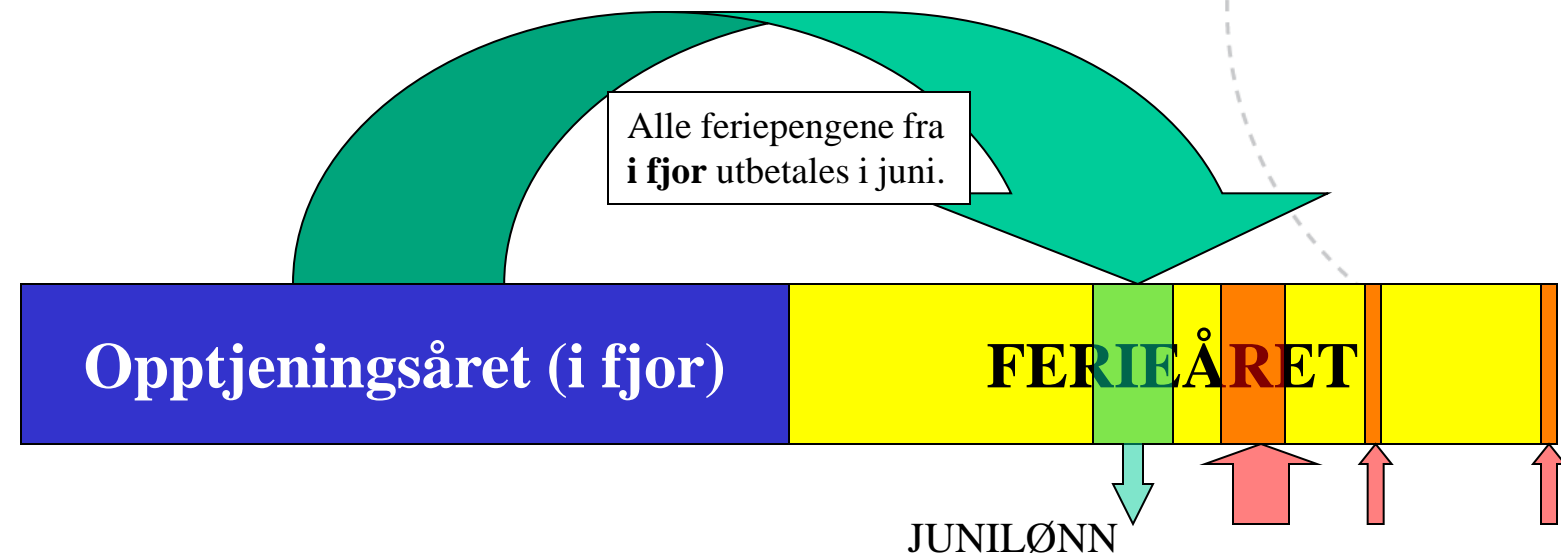 Alle feriepengene fra
i fjor utbetales i juni.
Opptjeningsåret (i fjor)
FERIEÅRET
JUNILØNN